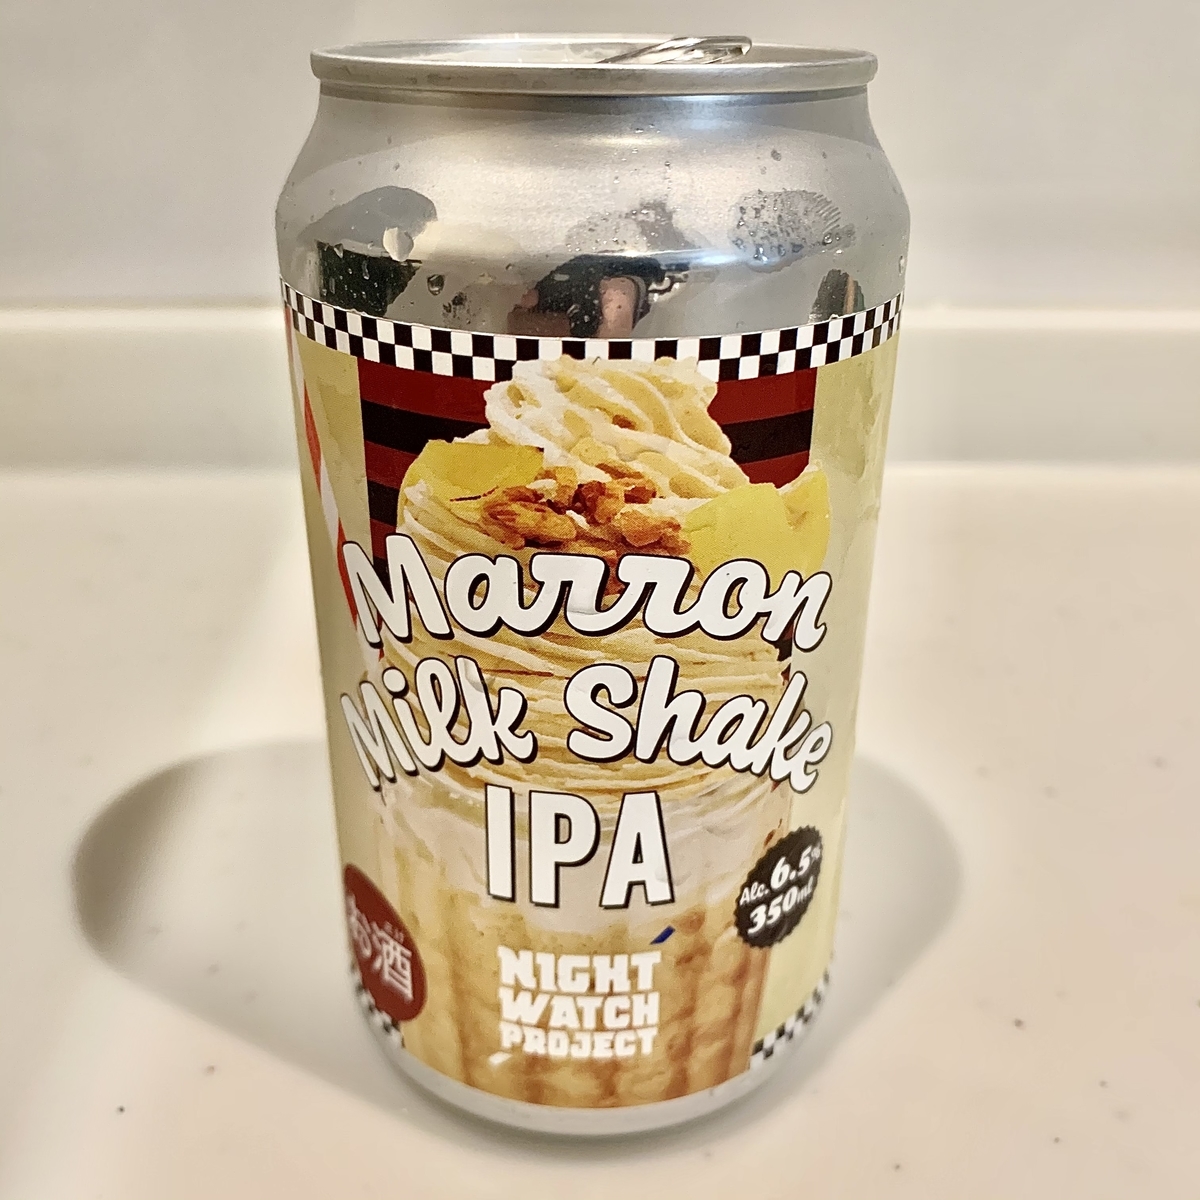 Marron
Milk Shake
IPA
Alc. 6.5%
350ml
お酒
NIGHT
WATCH
PROJECT